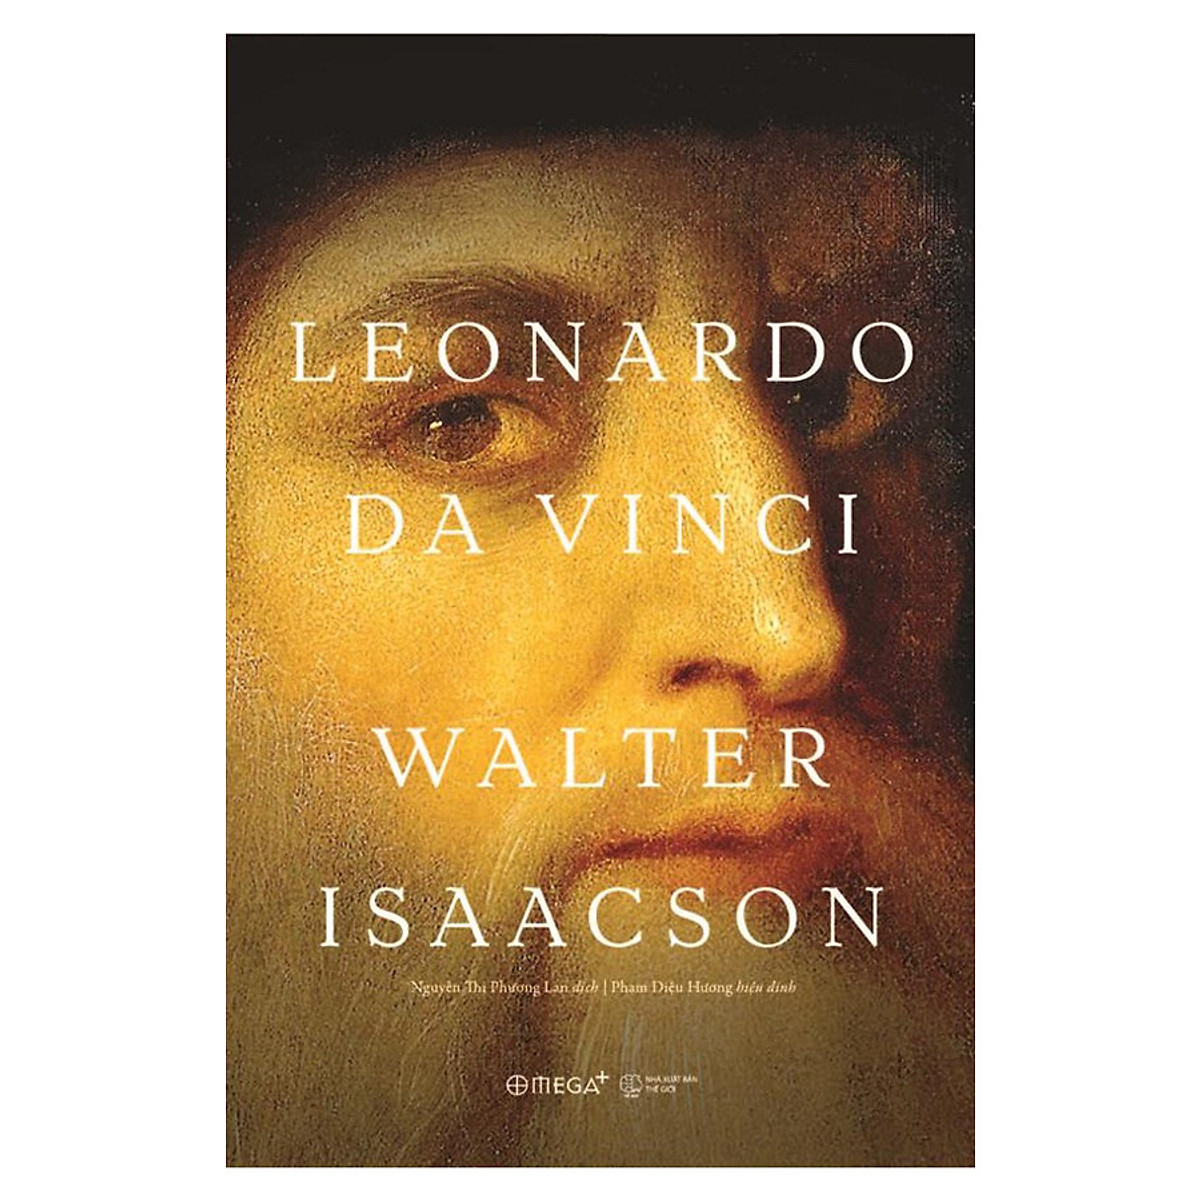 LEONARDO
DA VINCI
WALTER
ISAACSON
Nguyễn Thị Phương Lan dịch | Phạm Diệu Hương hiệu đính
OMEGA+
NHÀ XUẤT BẢN
THẾ GIỚI